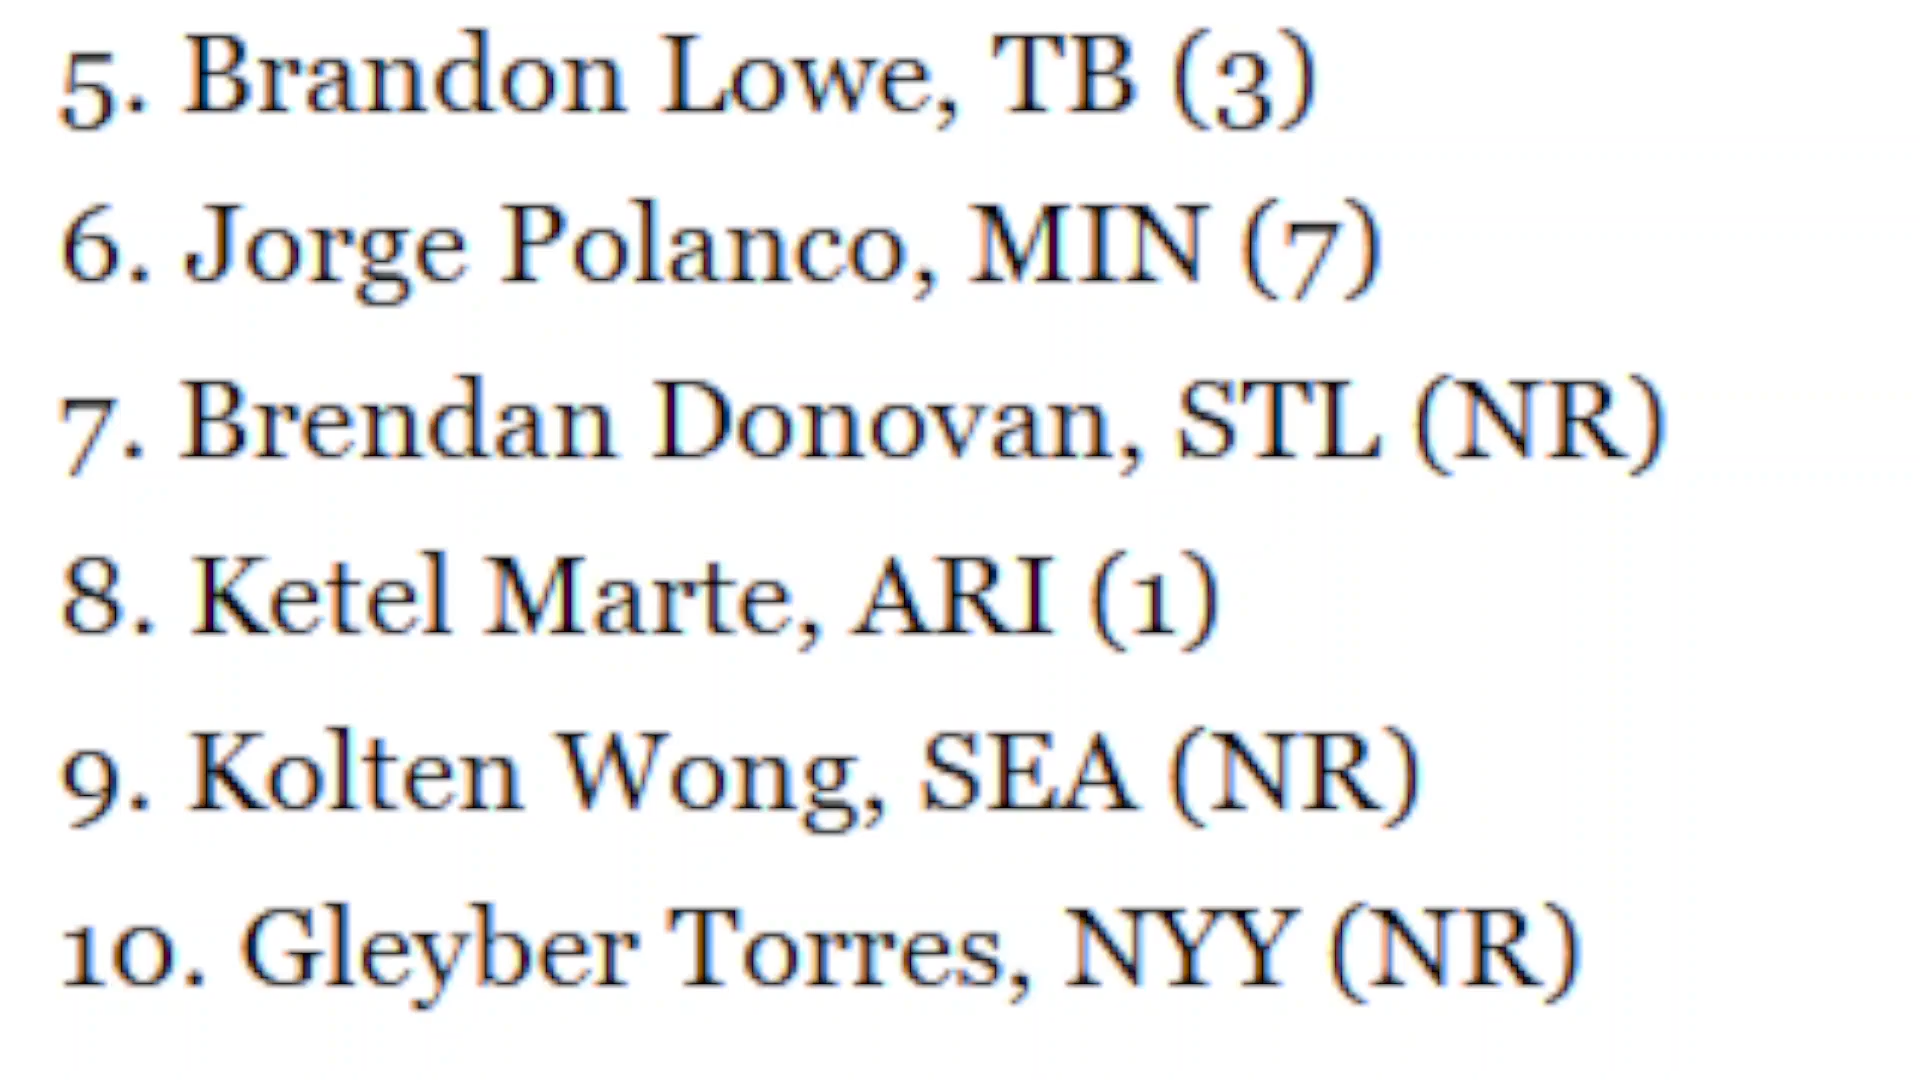 5. Brandon Lowe, TB (3)
6. Jorge Polanco, MIN (7)
7. Brendan Donovan, STL (NR)
8. Ketel Marte, ARI (1)
9. Kolten Wong, SEA (NR)
10. Gleyber Torres, NYY (NR)